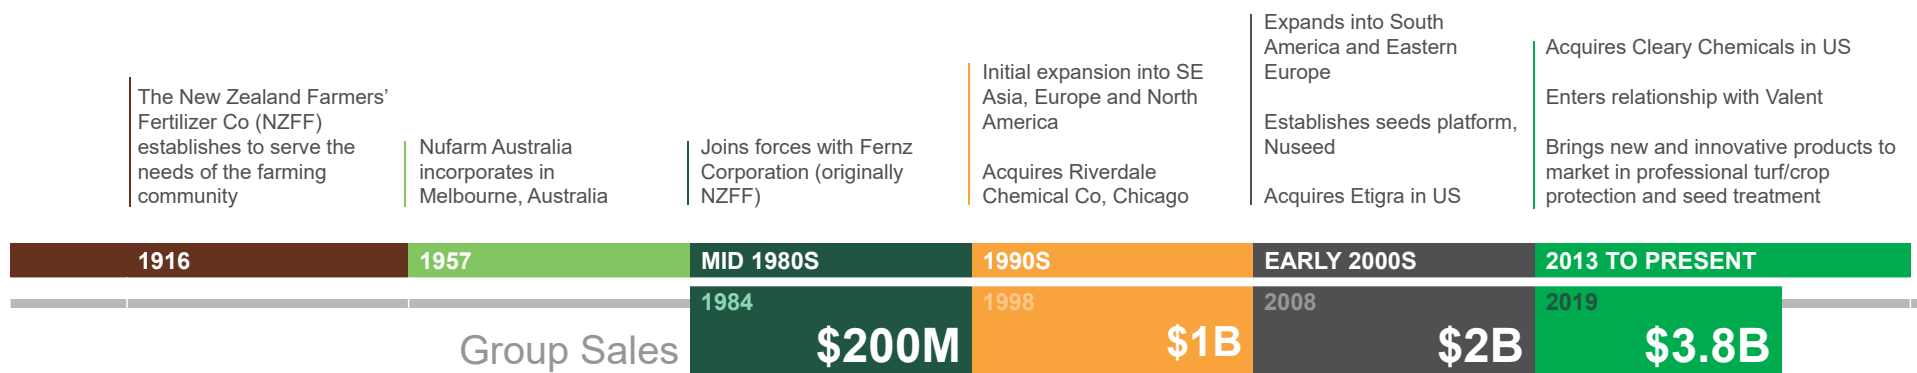 The New Zealand Farmers’
Fertilizer Co (NZFF)
establishes to serve the
needs of the farming
community
Nufarm Australia
incorporates in
Melbourne, Australia
Joins forces with Fernz
Corporation (originally
NZFF)
Initial expansion into SE
Asia, Europe and North
America
Acquires Riverdale
Chemical Co, Chicago
Expands into South
America and Eastern
Europe
Establishes seeds platform,
Nuseed
Acquires Etigra in US
Acquires Cleary Chemicals in US
Enters relationship with Valent
Brings new and innovative products to
market in professional turf/crop
protection and seed treatment
1916
1957
MID 1980S
1990S
EARLY 2000S
2013 TO PRESENT
1984
1998
2008
2019
Group Sales
$200M
$1B
$2B
$3.8B